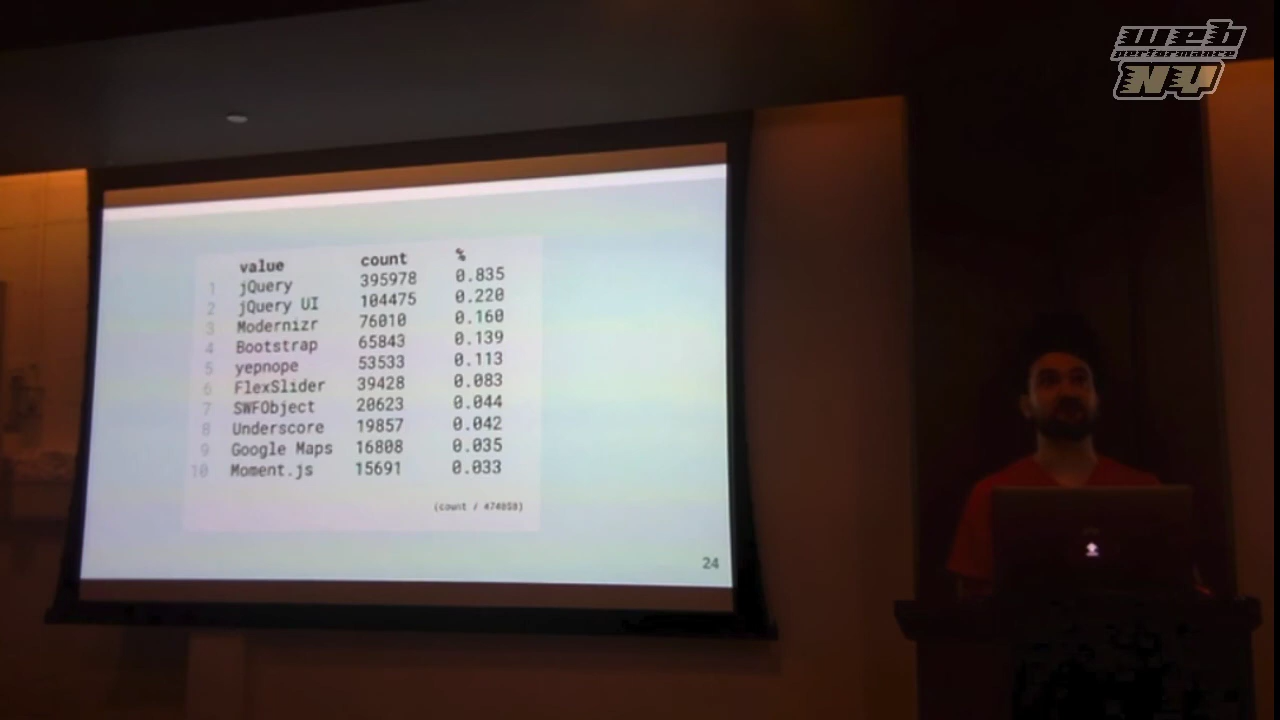 web
performance
NY
value count %
1 jQuery 395978 0.835
2 jQuery UI 104475 0.220
3 Modernizr 76010 0.160
4 Bootstrap 65843 0.139
5 yepnope 53533 0.113
6 FlexSlider 39428 0.083
7 SWFObject 20623 0.044
8 Underscore 19857 0.042
9 Google Maps 16808 0.035
10 Moment.js 15691 0.033
(count /
24